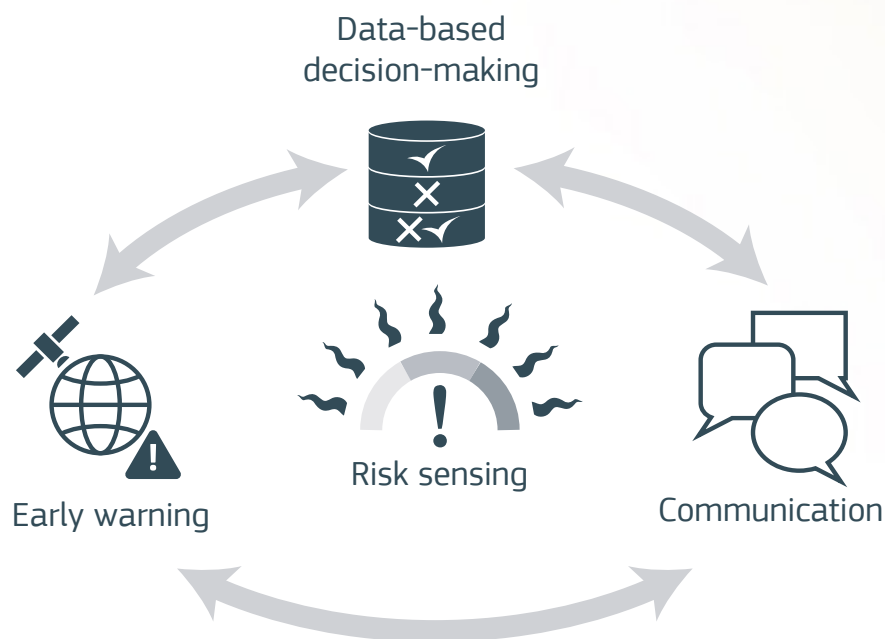 Data-based
decision-making
Risk sensing
Early warning
Communication